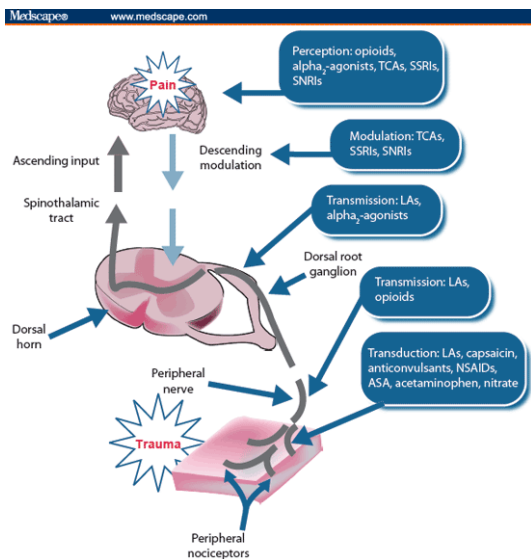 Medscape® www.medscape.com
Pain
Perception: opioids,
alpha₂-agonists, TCAs, SSRIs,
SNRIs
Ascending input
Descending
modulation
Modulation: TCAs,
SSRIs, SNRIs
Spinothalamic
tract
Transmission: LAs,
alpha₂-agonists
Dorsal root
ganglion
Transmission: LAs,
opioids
Dorsal
horn
Transduction: LAs, capsaicin,
anticonvulsants, NSAIDs,
ASA, acetaminophen, nitrate
Peripheral
nerve
Trauma
Peripheral
nociceptors